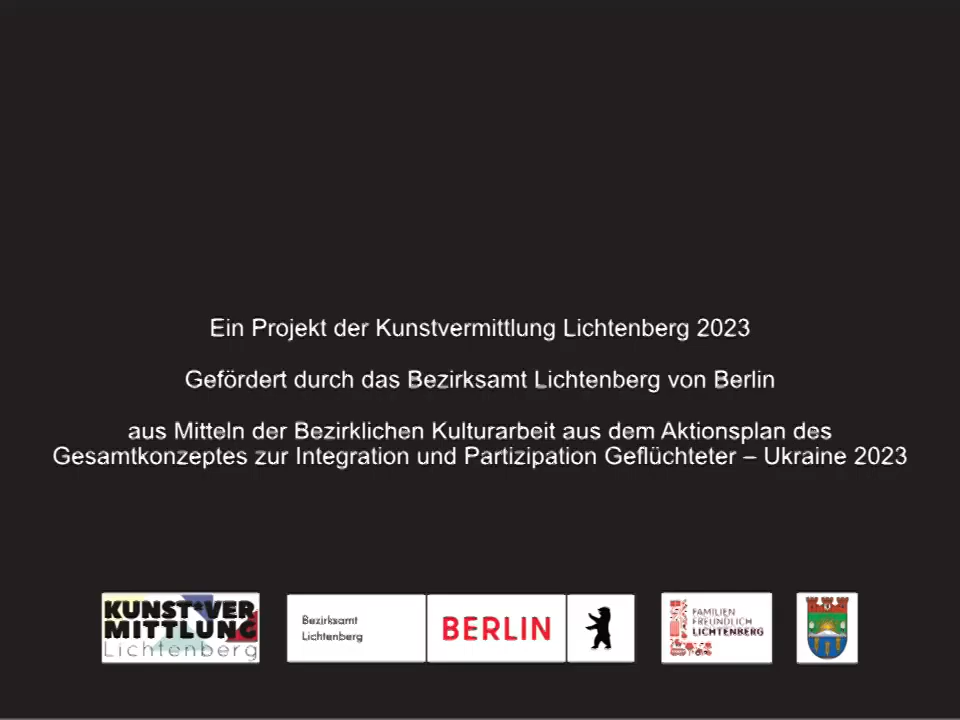 Ein Projekt der Kunstvermittlung Lichtenberg 2023
Gefördert durch das Bezirksamt Lichtenberg von Berlin
aus Mitteln der Bezirklichen Kulturarbeit aus dem Aktionsplan des
Gesamtkonzeptes zur Integration und Partizipation Geflüchteter – Ukraine 2023
KUNST*VER
MITTLUNG
Lichtenberg
Bezirksamt
Lichtenberg
BERLIN
FAMILIEN
FREUNDLICH
LICHTENBERG